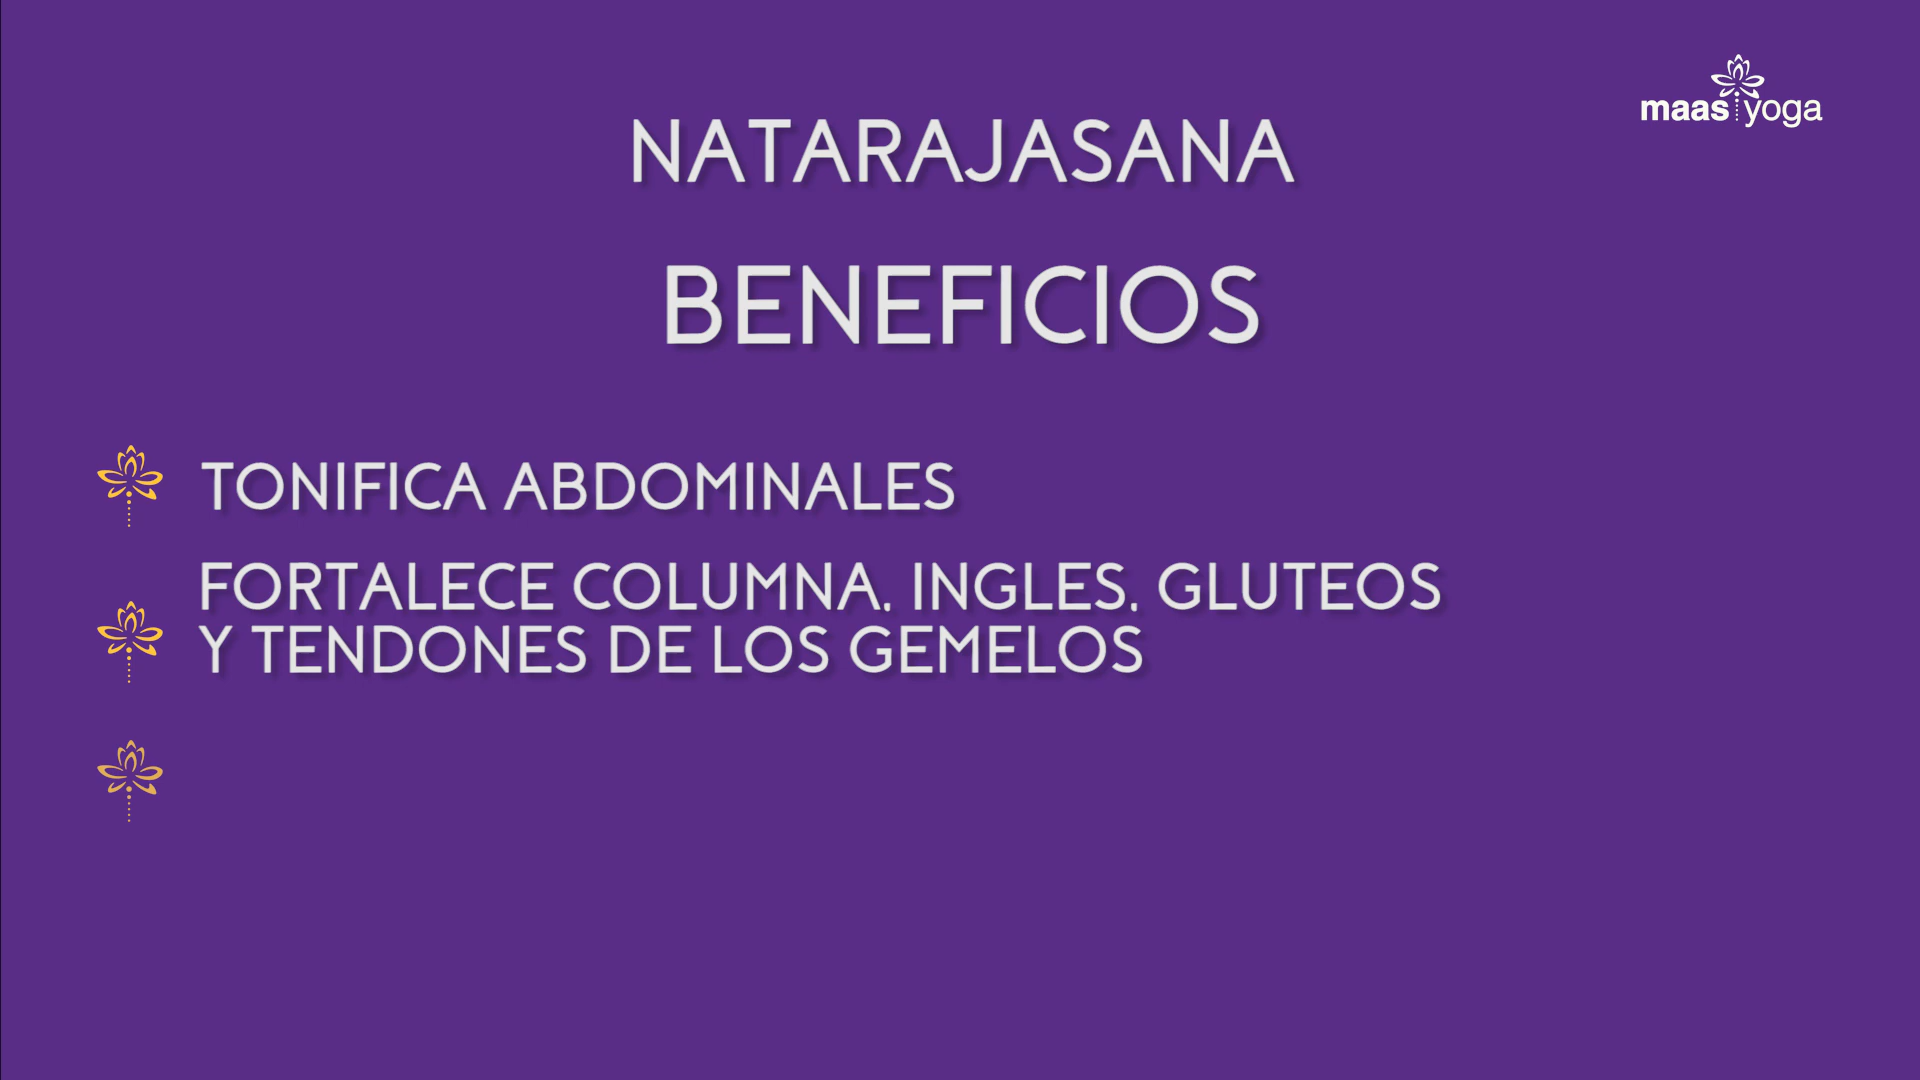 maas yoga
NATARAJASANA
BENEFICIOS
TONIFICA ABDOMINALES
FORTALECE COLUMNA, INGLES, GLUTEOS
Y TENDONES DE LOS GEMELOS